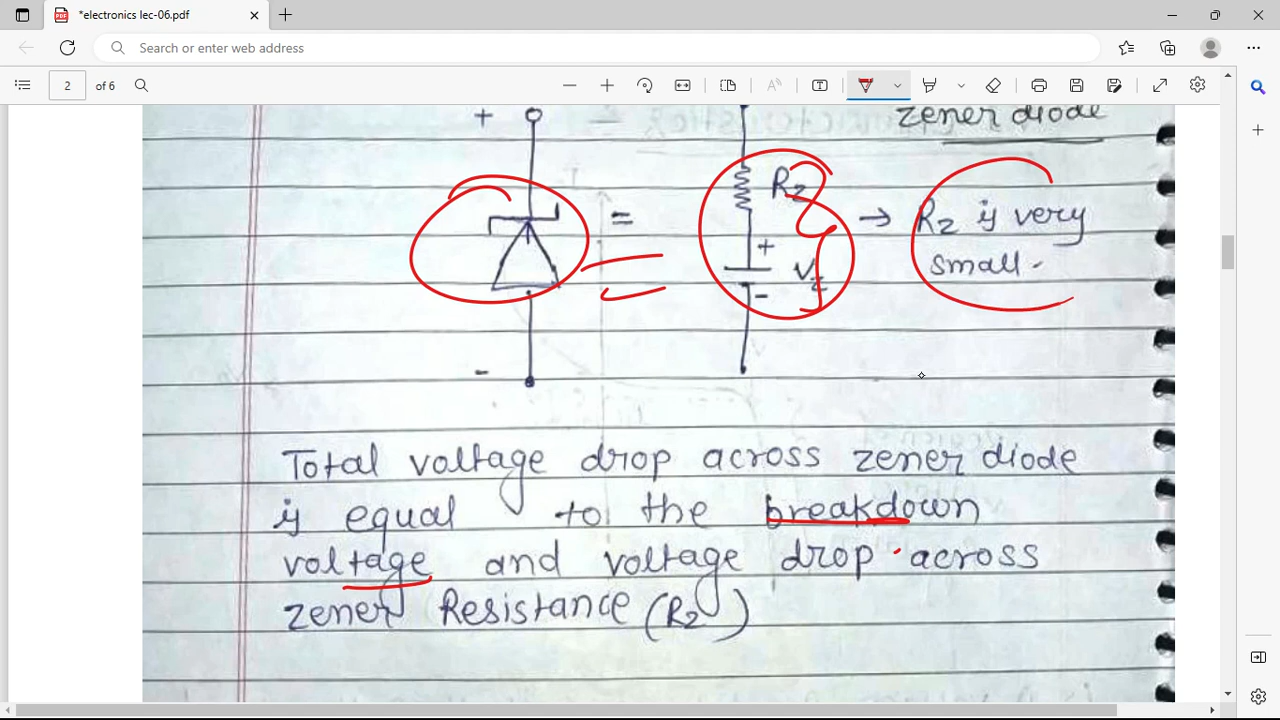 *electronics lec-06.pdf
Search or enter web address
2 of 6
zener diode
+
Rz
= → Rz is very
+
Vz small.
-
-
Total voltage drop across zener diode
is equal to the breakdown
voltage and voltage drop across
zener Resistance (Rz)